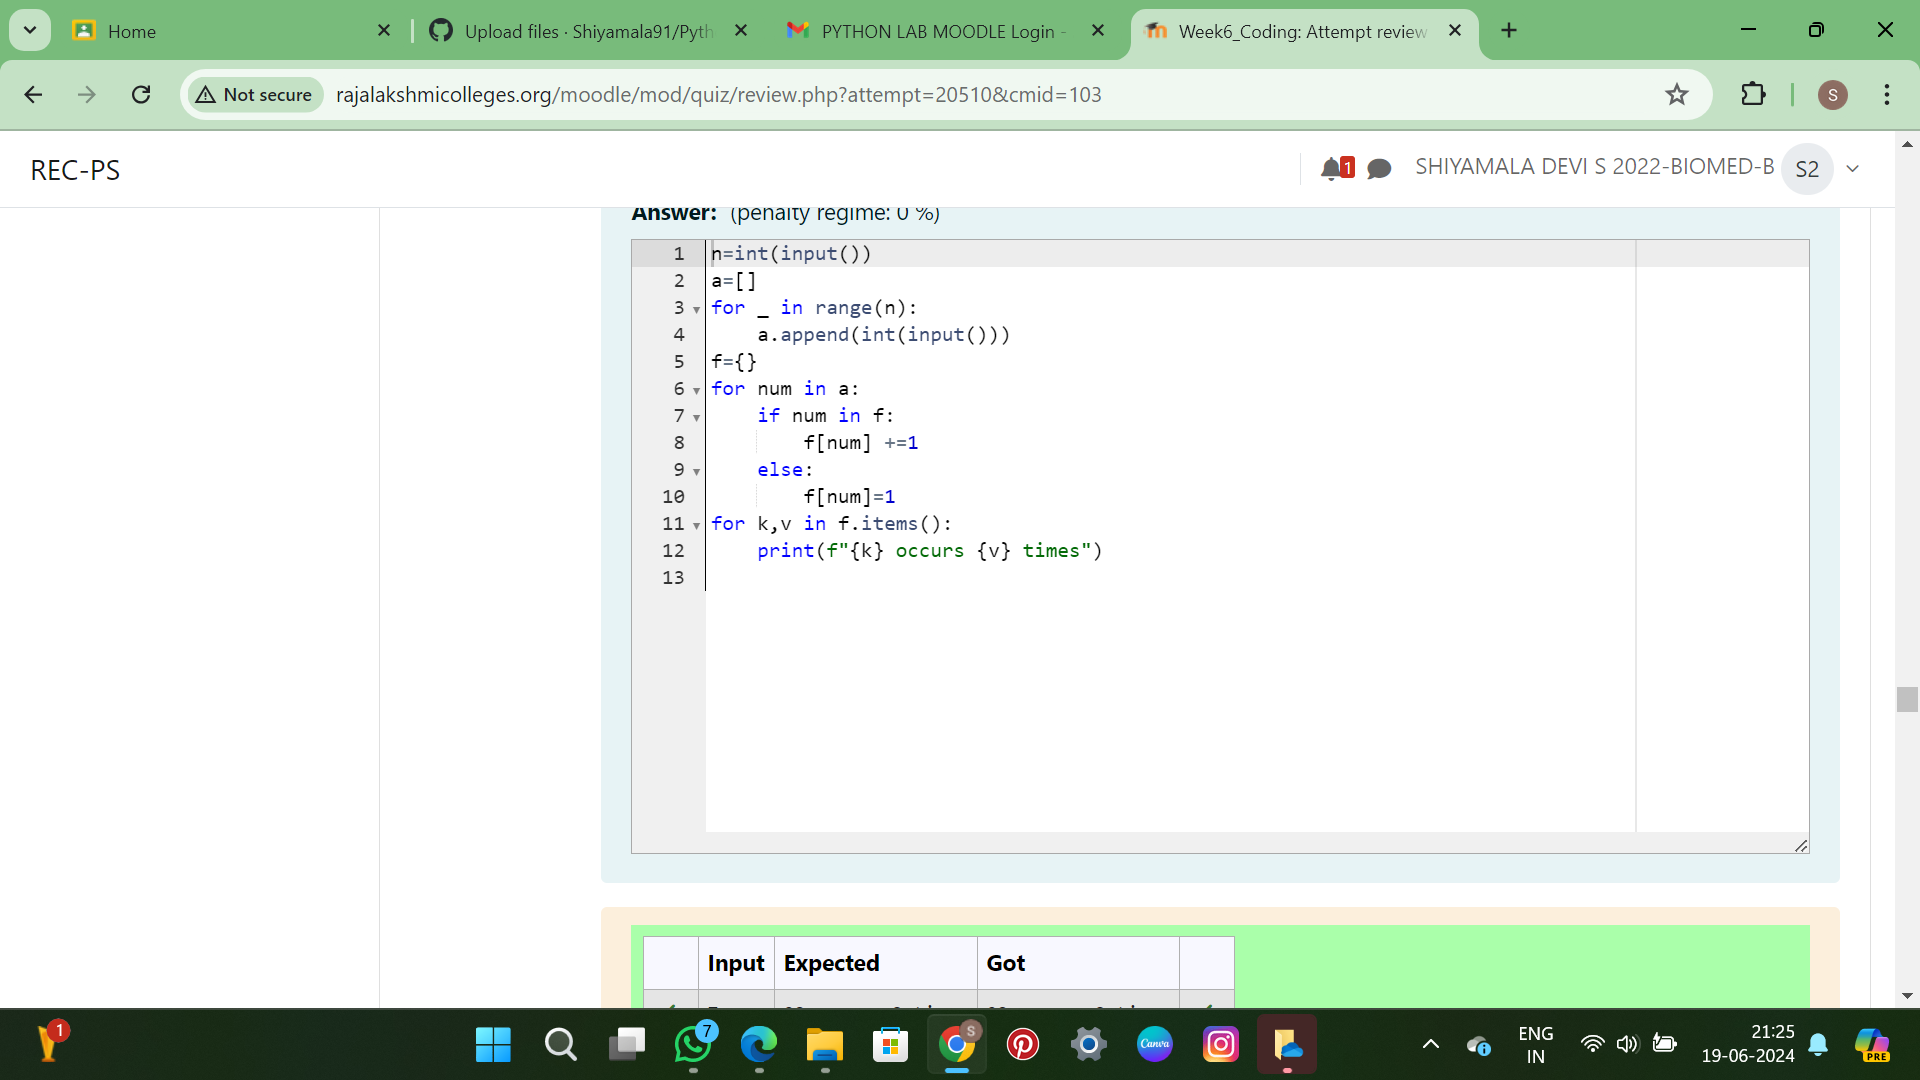 Home
Upload files · Shiyamala91/Pyth
PYTHON LAB MOODLE Login -
Week6_Coding: Attempt review
Not secure
rajalakshmicolleges.org/moodle/mod/quiz/review.php?attempt=20510&cmid=103
S
REC-PS
1
SHIYAMALA DEVI S 2022-BIOMED-B
S2
Answer: (penalty regime: 0 %)
1 n=int(input())
2 a=[]
3 for _ in range(n):
4     a.append(int(input()))
5 f={}
6 for num in a:
7     if num in f:
8         f[num] +=1
9     else:
10         f[num]=1
11 for k,v in f.items():
12     print(f"{k} occurs {v} times")
13
Input Expected Got
1
7
S
Canva
ENG
IN
21:25
19-06-2024
PRE